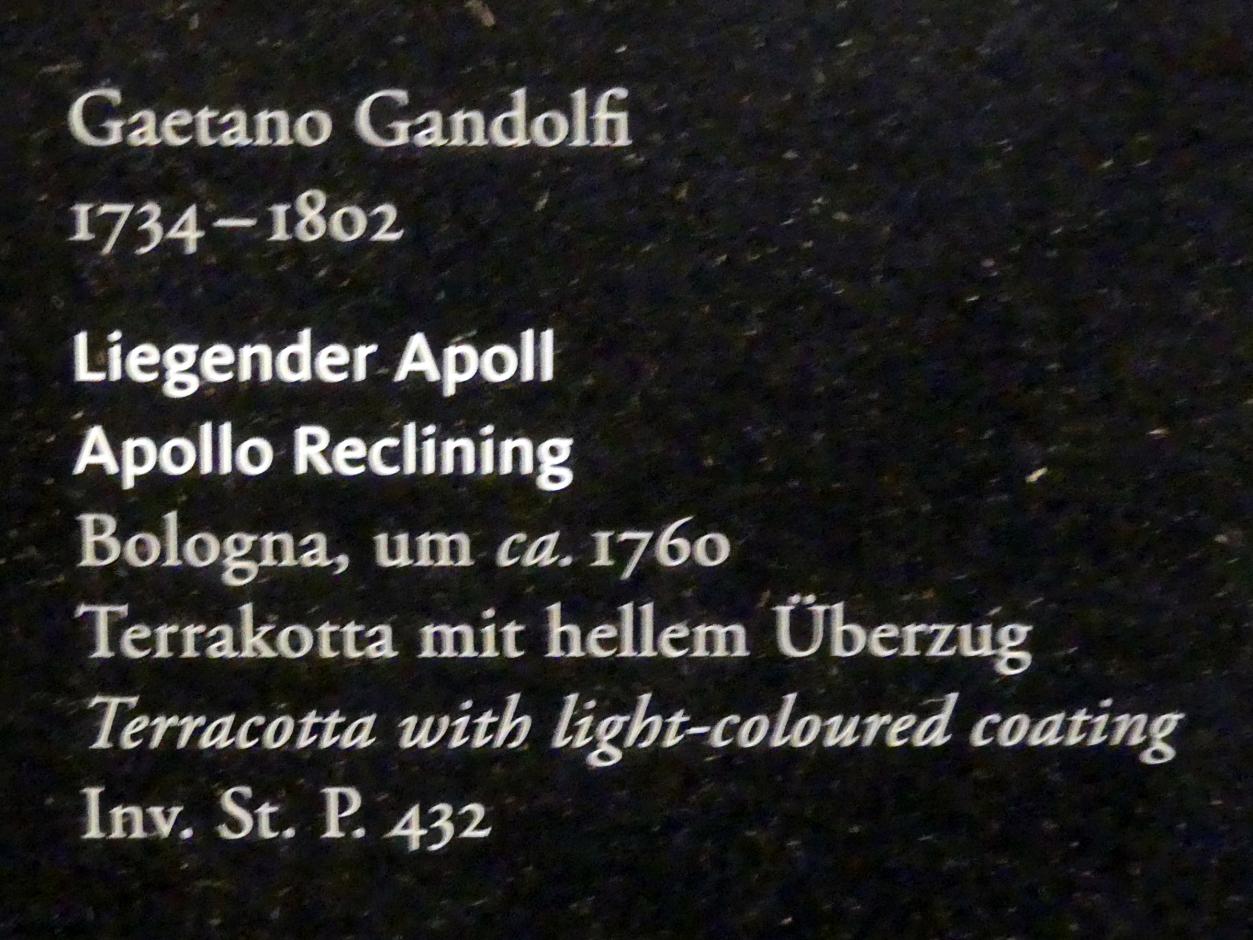 Gaetano Gandolfi
1734–1802
Liegender Apoll
Apollo Reclining
Bologna, um ca. 1760
Terrakotta mit hellem Überzug
Terracotta with light-coloured coating
Inv. St. P. 432